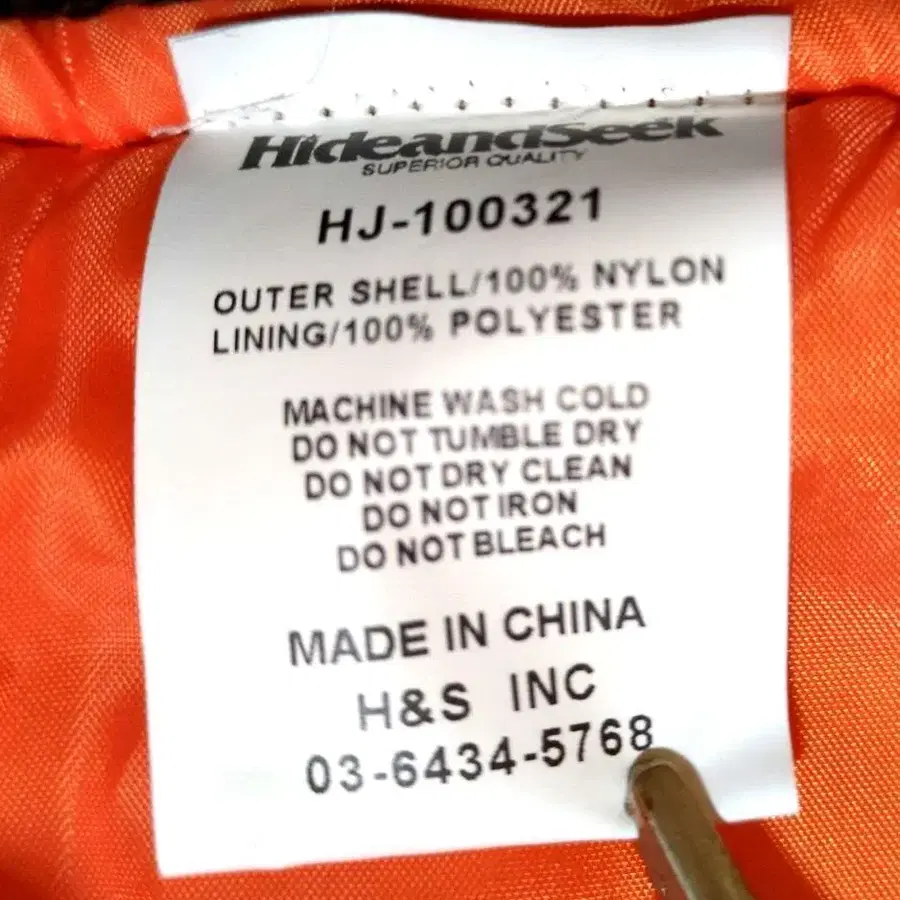 HideandSeek
SUPERIOR QUALITY
HJ-100321
OUTER SHELL/100% NYLON
LINING/100% POLYESTER
MACHINE WASH COLD
DO NOT TUMBLE DRY
DO NOT DRY CLEAN
DO NOT IRON
DO NOT BLEACH
MADE IN CHINA
H&S INC
03-6434-5768